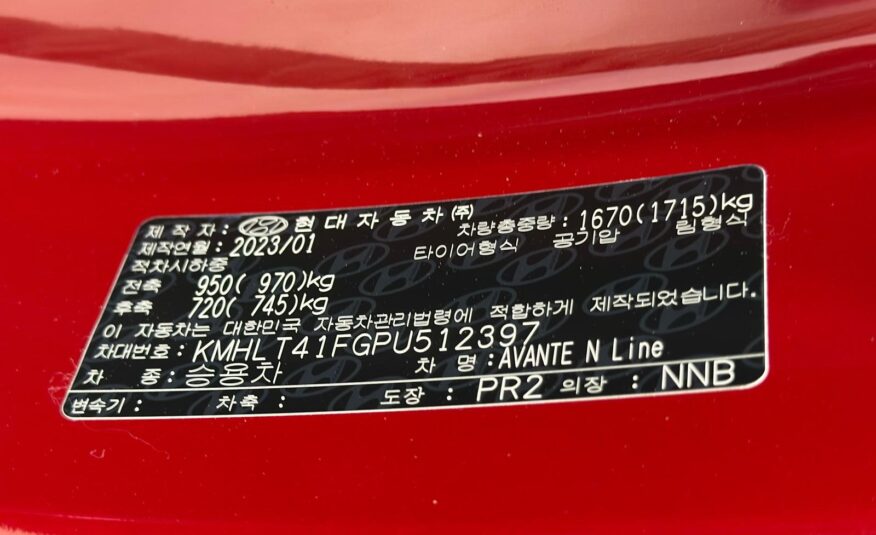 제 작 자 : 현 대 자 동 차 (주) 차량총중량 : 1670(1715)kg
제작연월 : 2023/01 타이어형식 공기압 림형식
적차시하중
전축 950( 970)kg
후축 720( 745)kg
이 자동차는 대한민국 자동차관리법령에 적합하게 제작되었습니다.
차대번호 : KMHLT41FGPU512397
차 종 : 승용차 차 명 : AVANTE N Line
변속기 : 차축 : 도장 : PR2 의장 : NNB